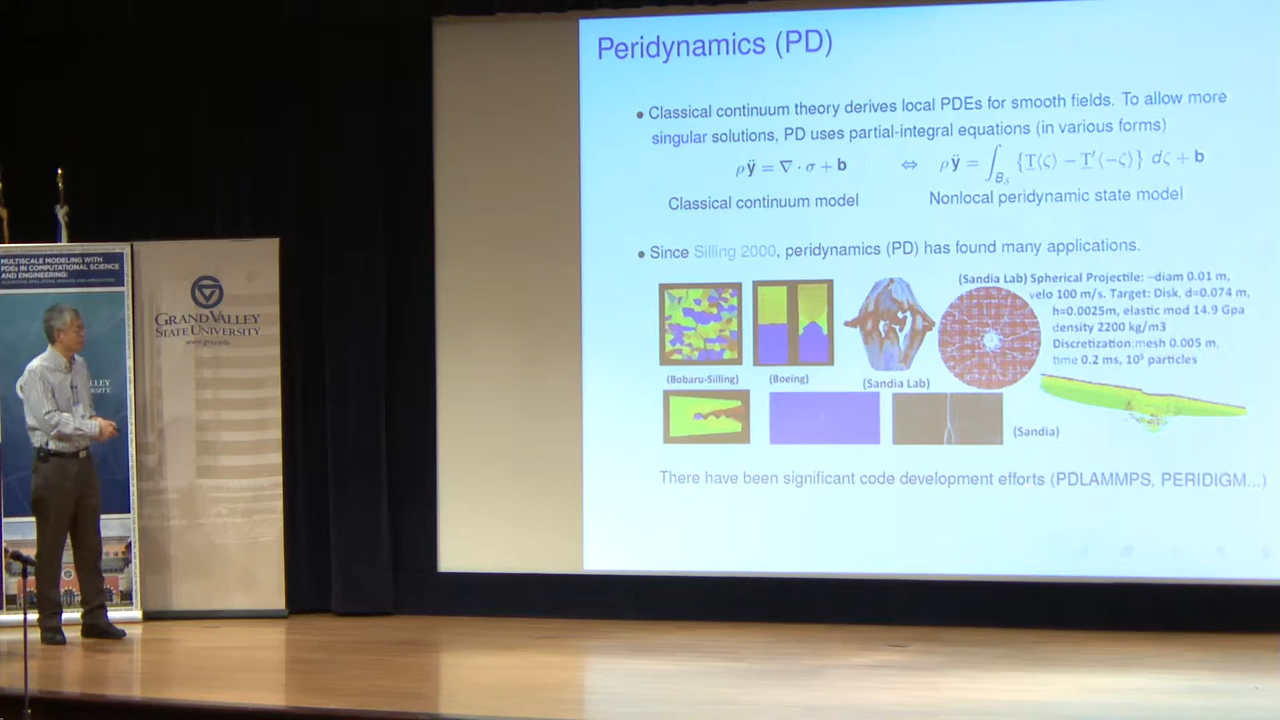 Peridynamics (PD)
• Classical continuum theory derives local PDEs for smooth fields. To allow more
singular solutions, PD uses partial-integral equations (in various forms)
ρÿ = ∇ · σ + b ⇔ ρÿ = ∫_Bδ {T⟨ς⟩ − T′⟨−ς⟩} dς + b
Classical continuum model
Nonlocal peridynamic state model
• Since Silling 2000, peridynamics (PD) has found many applications.
(Sandia Lab) Spherical Projectile: –diam 0.01 m,
velo 100 m/s. Target: Disk, d=0.074 m,
h=0.0025m, elastic mod 14.9 Gpa
density 2200 kg/m3
Discretization:mesh 0.005 m,
time 0.2 ms, 10⁵ particles
(Bobaru-Silling)
(Boeing)
(Sandia Lab)
(Sandia)
There have been significant code development efforts (PDLAMMPS, PERIDIGM...)
MULTISCALE MODELING WITH
PDEs IN COMPUTATIONAL SCIENCE
AND ENGINEERING:
GRAND VALLEY
STATE UNIVERSITY
www.gvsu.edu